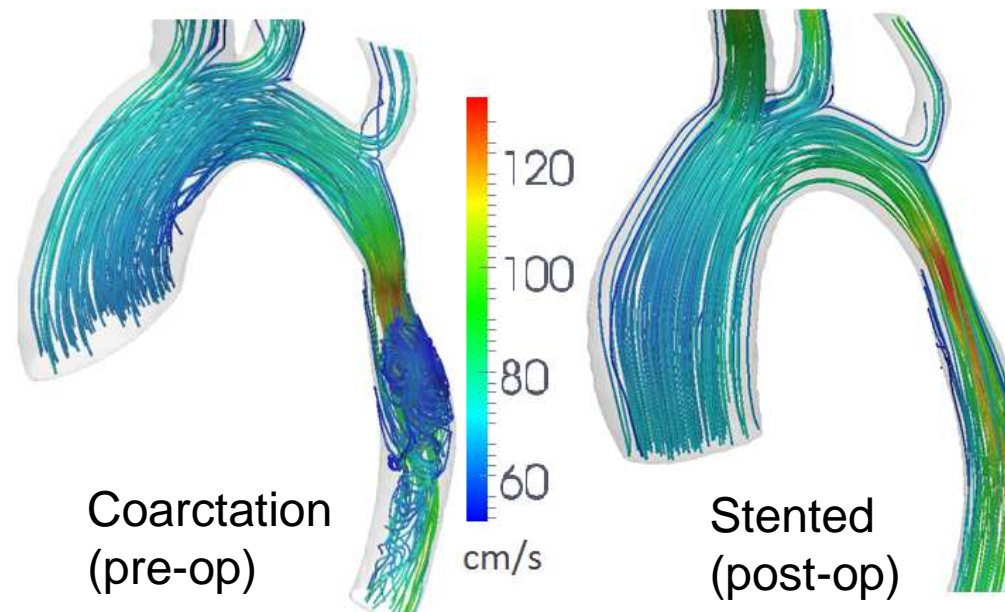 120
100
80
60
cm/s
Coarctation
(pre-op)
Stented
(post-op)